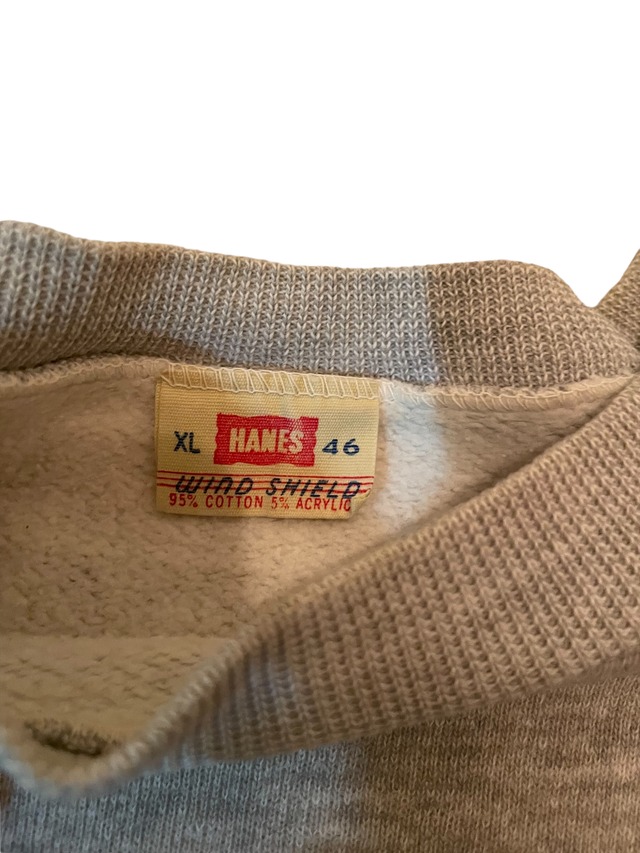 XL HANES 46
WIND SHIELD
95% COTTON 5% ACRYLIC